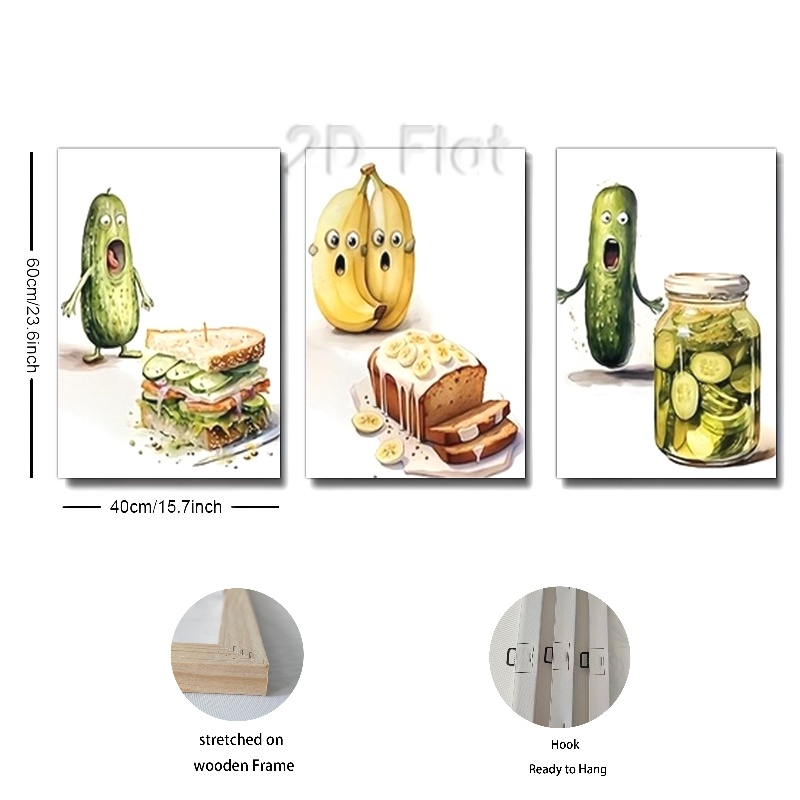 2D Flat
60cm/23.6inch
40cm/15.7inch
stretched on
wooden Frame
Hook
Ready to Hang